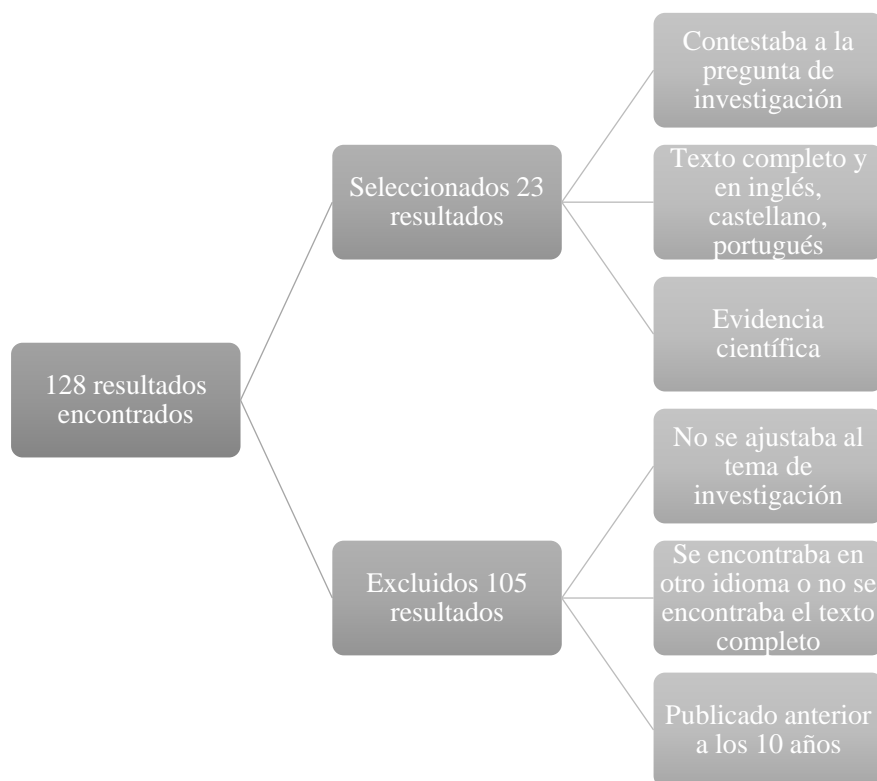 128 resultados
encontrados
Seleccionados 23
resultados
Contestaba a la
pregunta de
investigación
Texto completo y
en inglés,
castellano,
portugués
Evidencia
científica
Excluidos 105
resultados
No se ajustaba al
tema de
investigación
Se encontraba en
otro idioma o no se
encontraba el texto
completo
Publicado anterior
a los 10 años